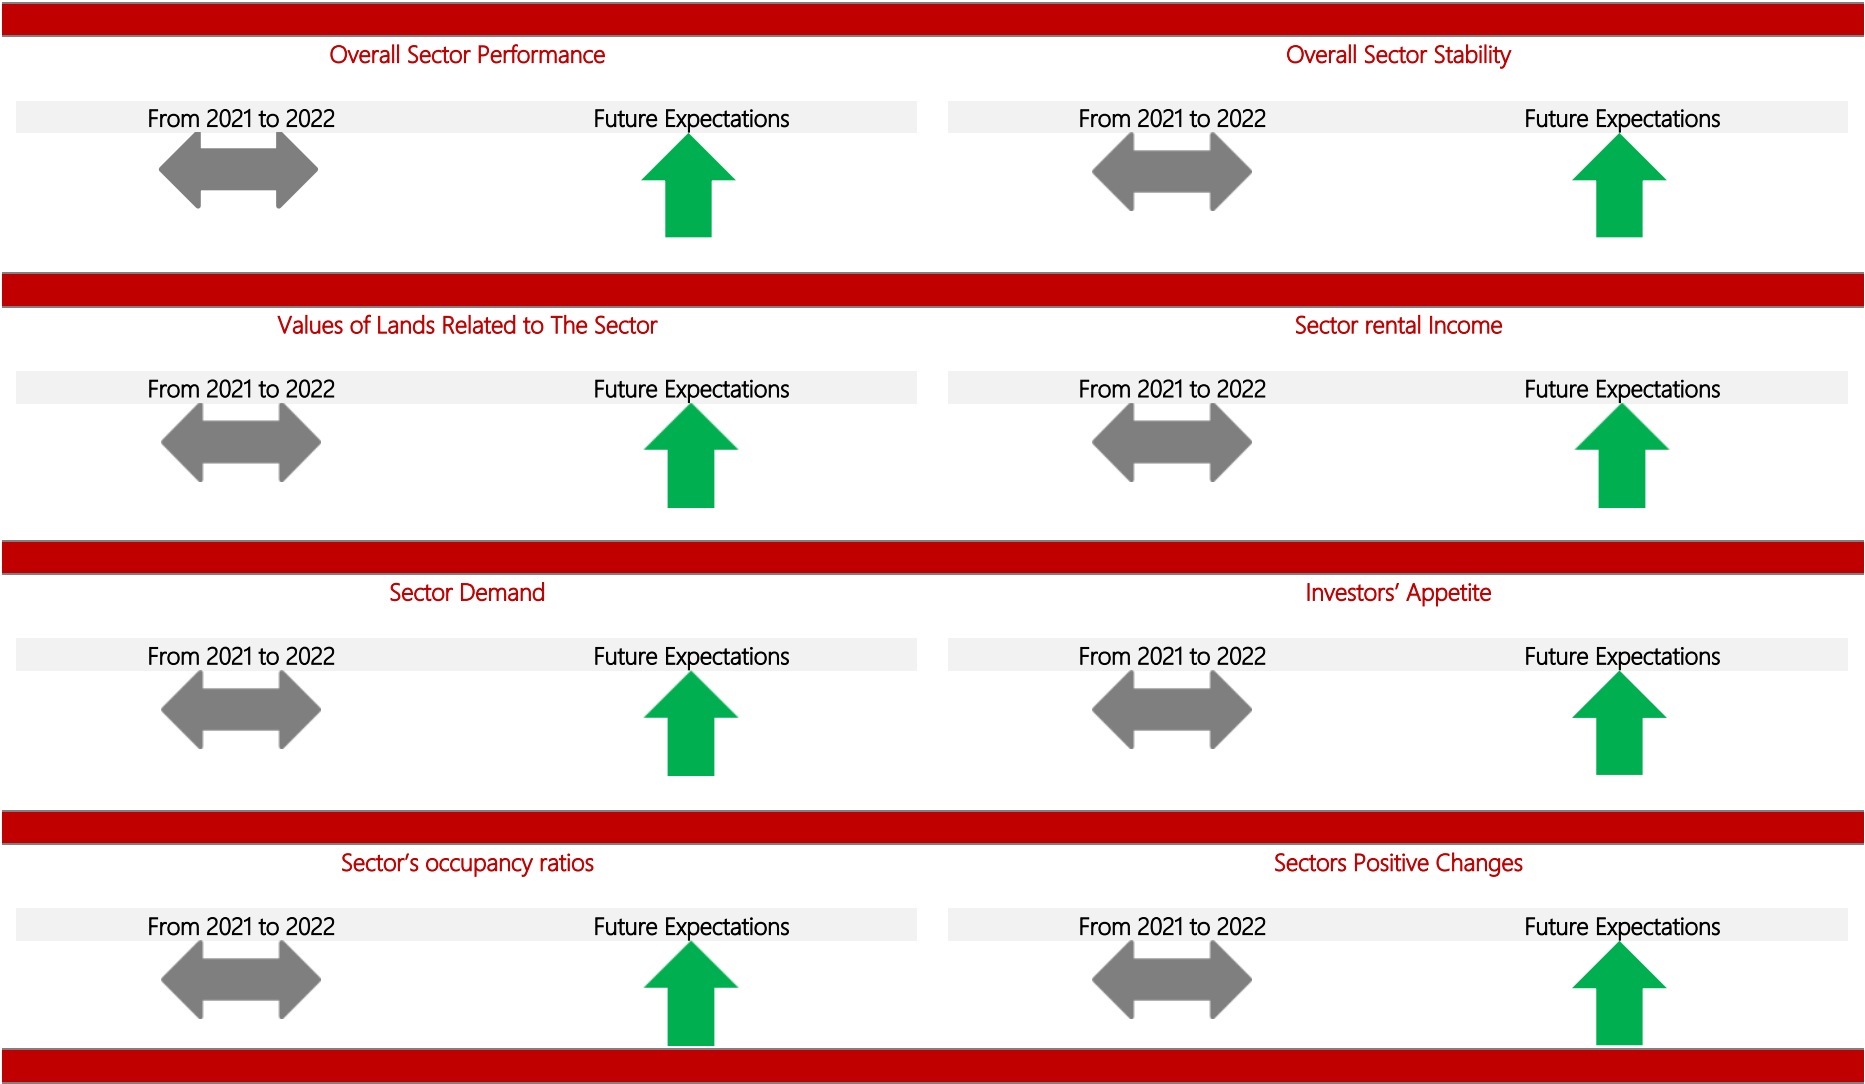 Overall Sector Performance
Overall Sector Stability
From 2021 to 2022
Future Expectations
From 2021 to 2022
Future Expectations
Values of Lands Related to The Sector
Sector rental Income
From 2021 to 2022
Future Expectations
From 2021 to 2022
Future Expectations
Sector Demand
Investors’ Appetite
From 2021 to 2022
Future Expectations
From 2021 to 2022
Future Expectations
Sector’s occupancy ratios
Sectors Positive Changes
From 2021 to 2022
Future Expectations
From 2021 to 2022
Future Expectations